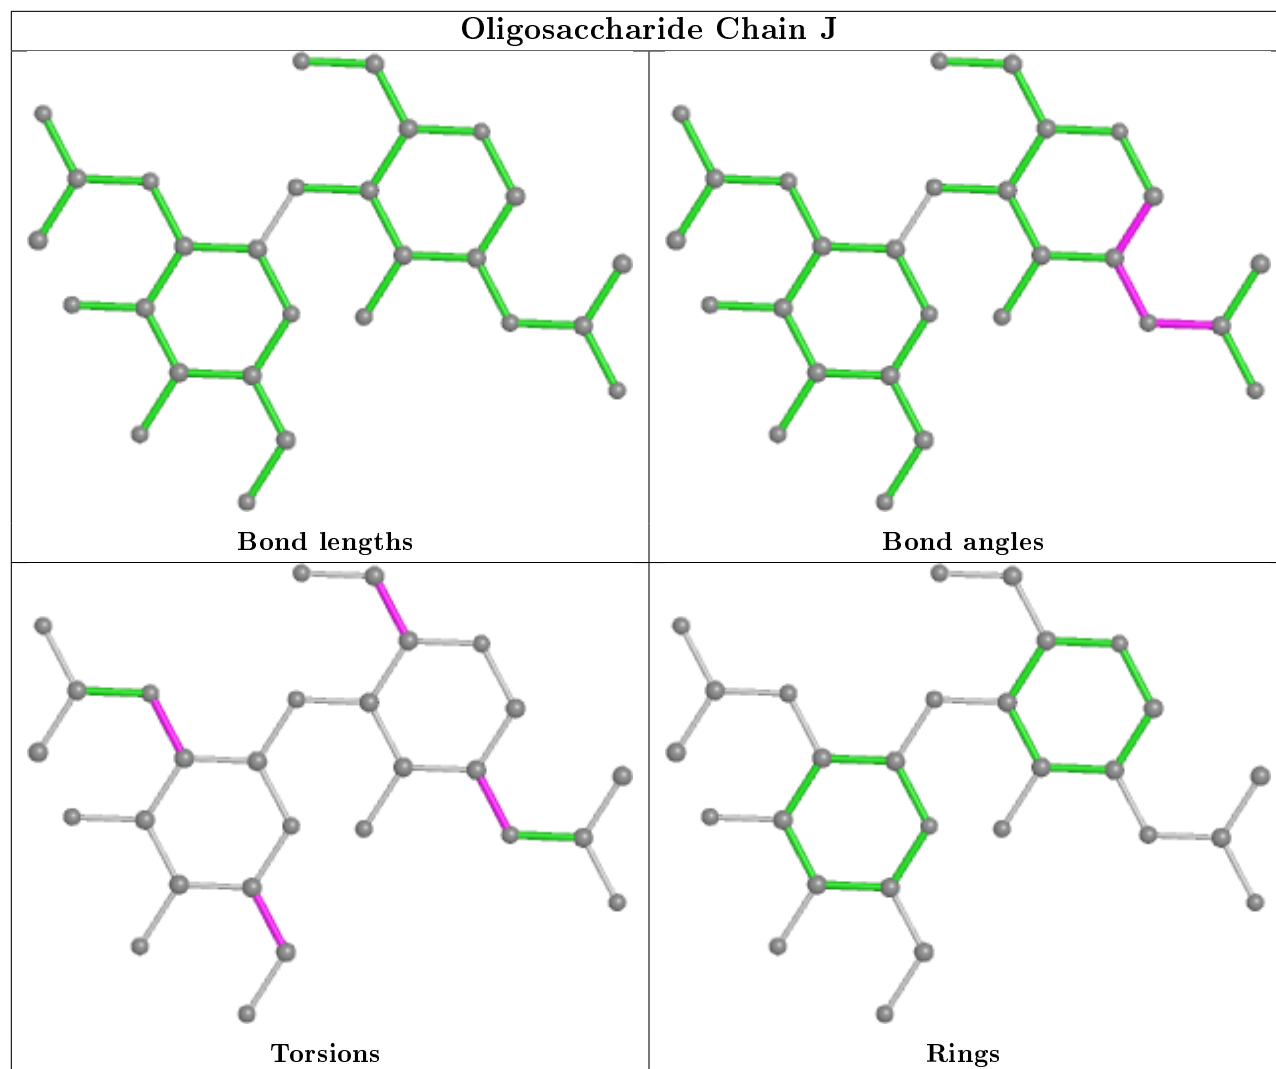 Oligosaccharide Chain J
Bond lengths
Bond angles
Torsions
Rings